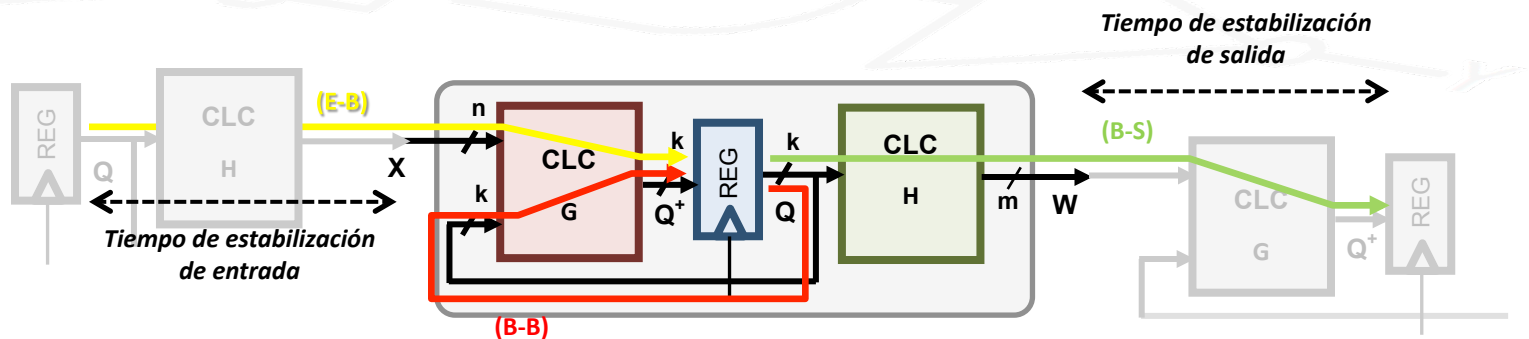 Tiempo de estabilización
de salida
REG
Q
CLC
H
(E-B)
X
Tiempo de estabilización
de entrada
n
k
CLC
G
k
Q+
REG
k
Q
CLC
H
m
W
(B-B)
(B-S)
CLC
G
Q+
REG